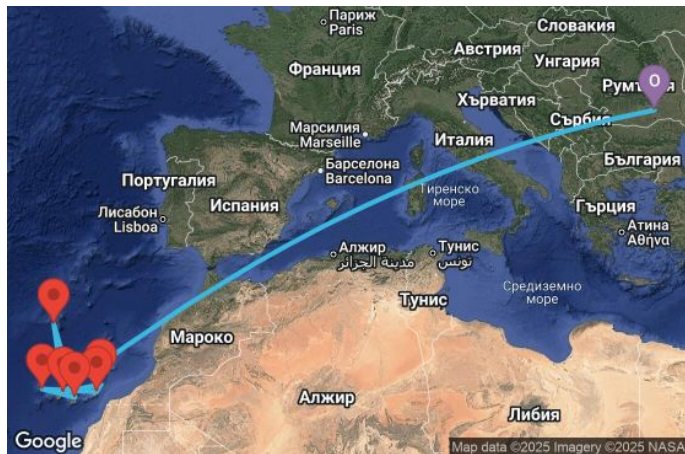 Париж
Paris
Словакия
Австрия
Унгария
Франция
Хърватия
Сърбия
O
Марсилия
Marseille
Италия
България
Португалия
Барселона
Barcelona
Тиренско
море
Гърция
Испания
Лисабон
Lisboa
Атина
Αθήνα
Алжир
مدينة الجزائر
Тунис
تونس
Средиземно
море
Тунис
Мароко
Алжир
Либия
Google
Map data ©2025 Imagery ©2025 NASA